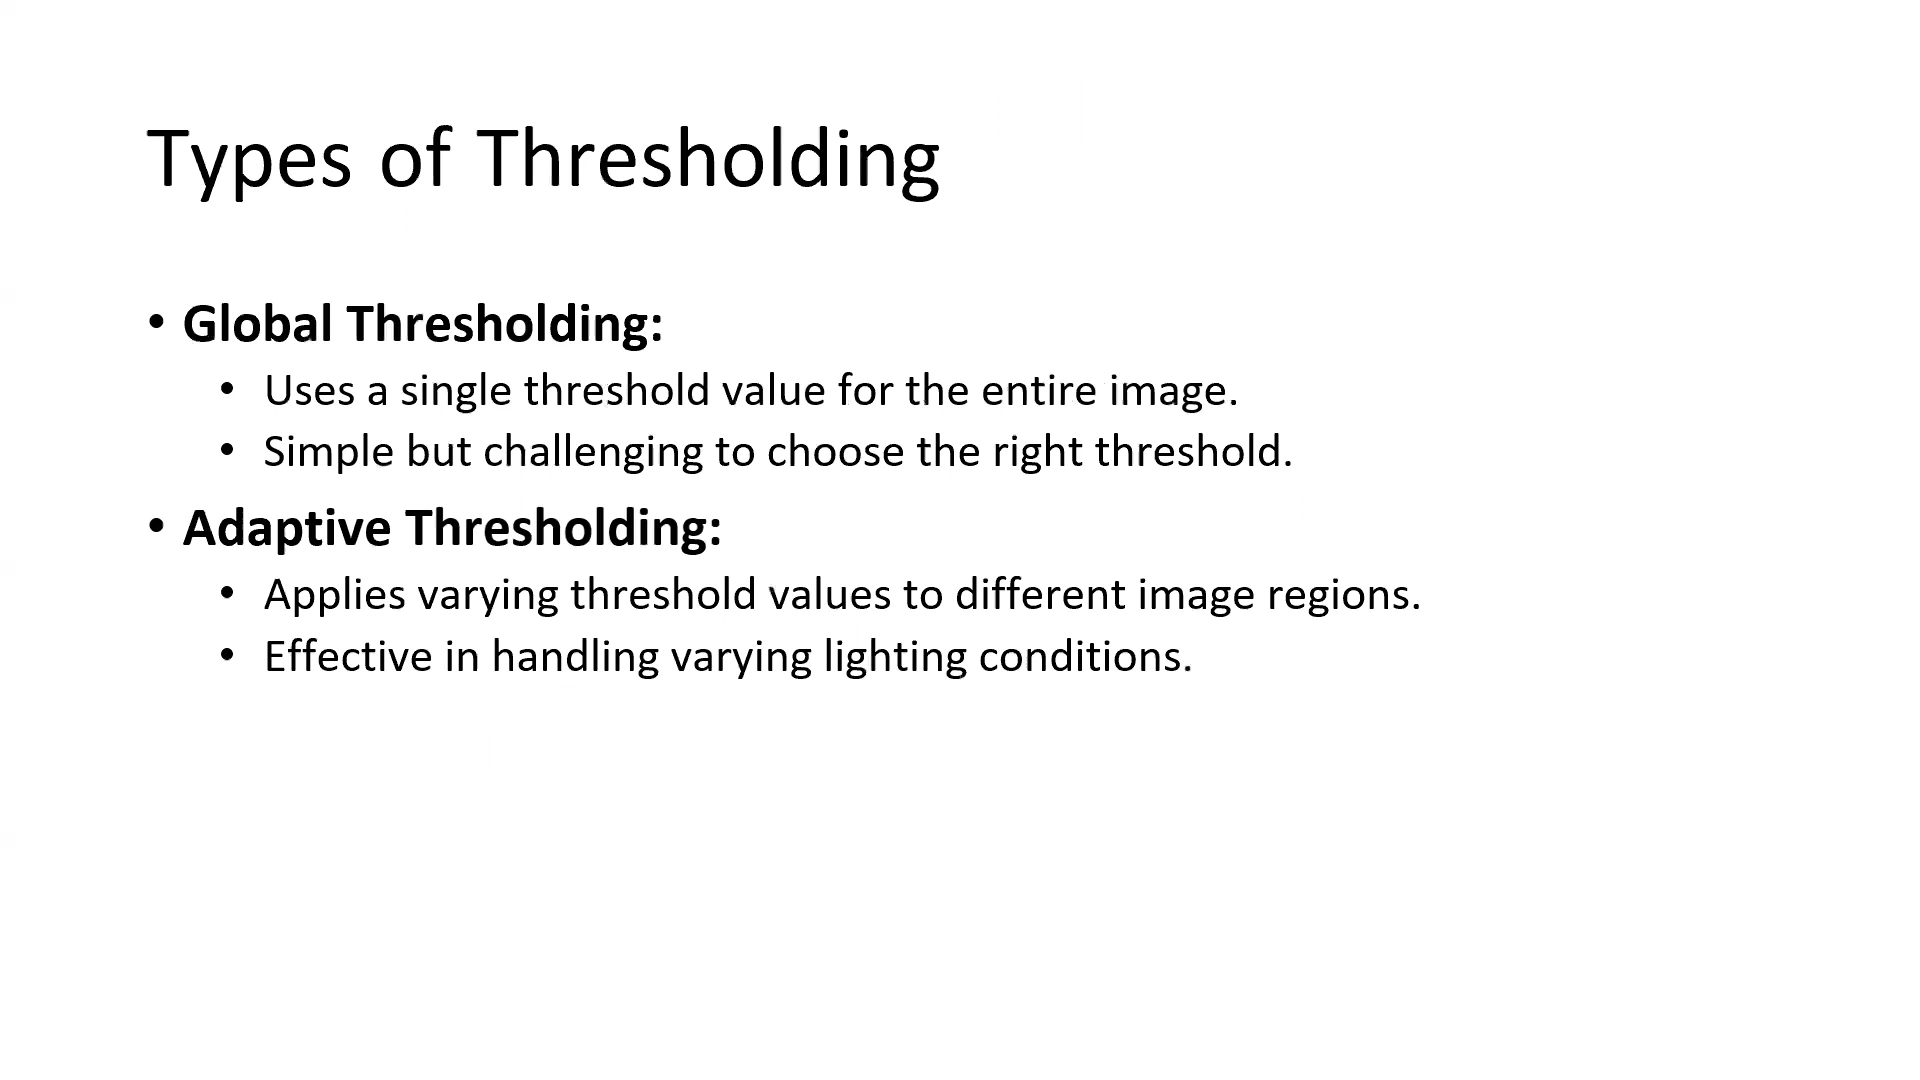 Types of Thresholding
• Global Thresholding:
• Uses a single threshold value for the entire image.
• Simple but challenging to choose the right threshold.
• Adaptive Thresholding:
• Applies varying threshold values to different image regions.
• Effective in handling varying lighting conditions.